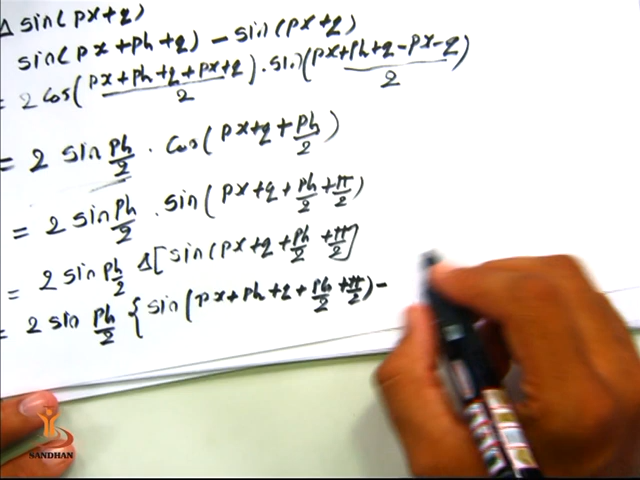 Δ sin(px+q)
sin(px+ph+q) - sin(px+q)
= 2 cos((px+ph+q+px+q)/2) . sin((px+ph+q-px-q)/2)
= 2 sin ph/2 . cos(px+q+ph/2)
= 2 sin ph/2 . sin(px+q+ph/2+π/2)
= 2 sin ph/2 Δ[sin(px+q+ph/2+π/2]
= 2 sin ph/2 {sin(px+ph+q+ph/2+π/2) -
SANDHAN